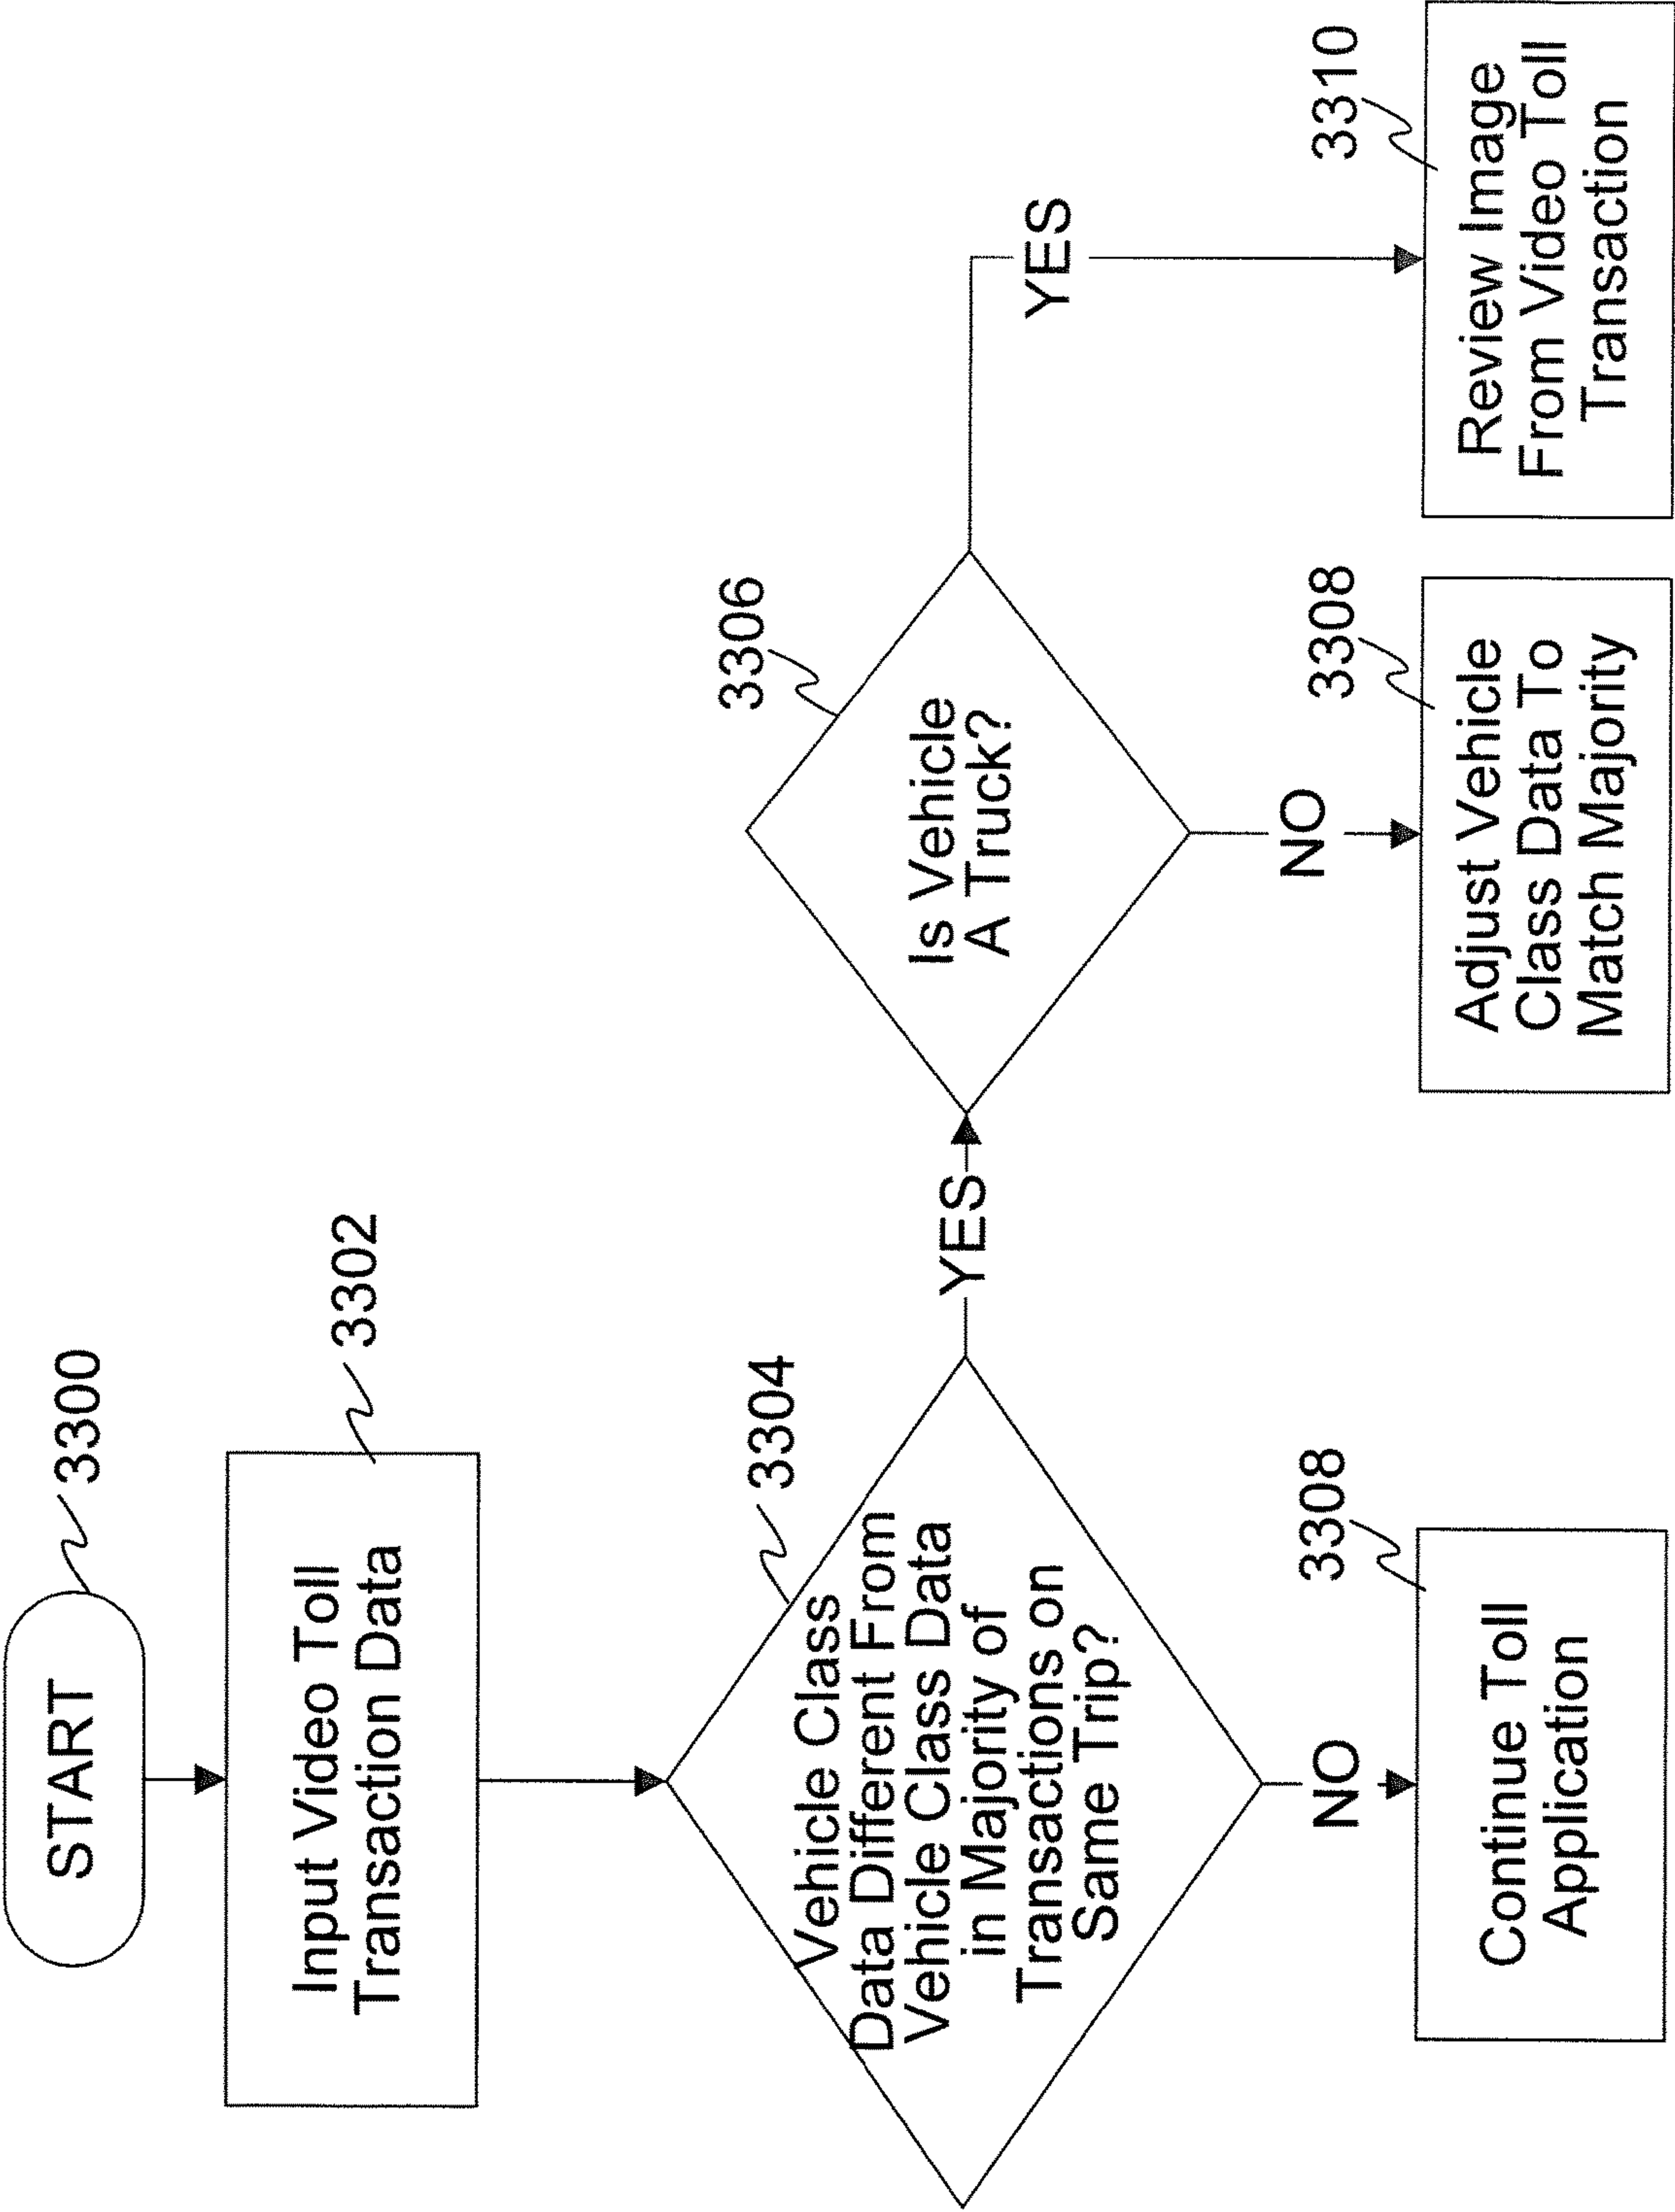 START
3300
Input Video Toll
Transaction Data
3302
Vehicle Class
Data Different From
Vehicle Class Data
in Majority of
Transactions on
Same Trip?
3304
YES
NO
Is Vehicle
A Truck?
3306
YES
NO
Continue Toll
Application
3308
Adjust Vehicle
Class Data To
Match Majority
3308
Review Image
From Video Toll
Transaction
3310